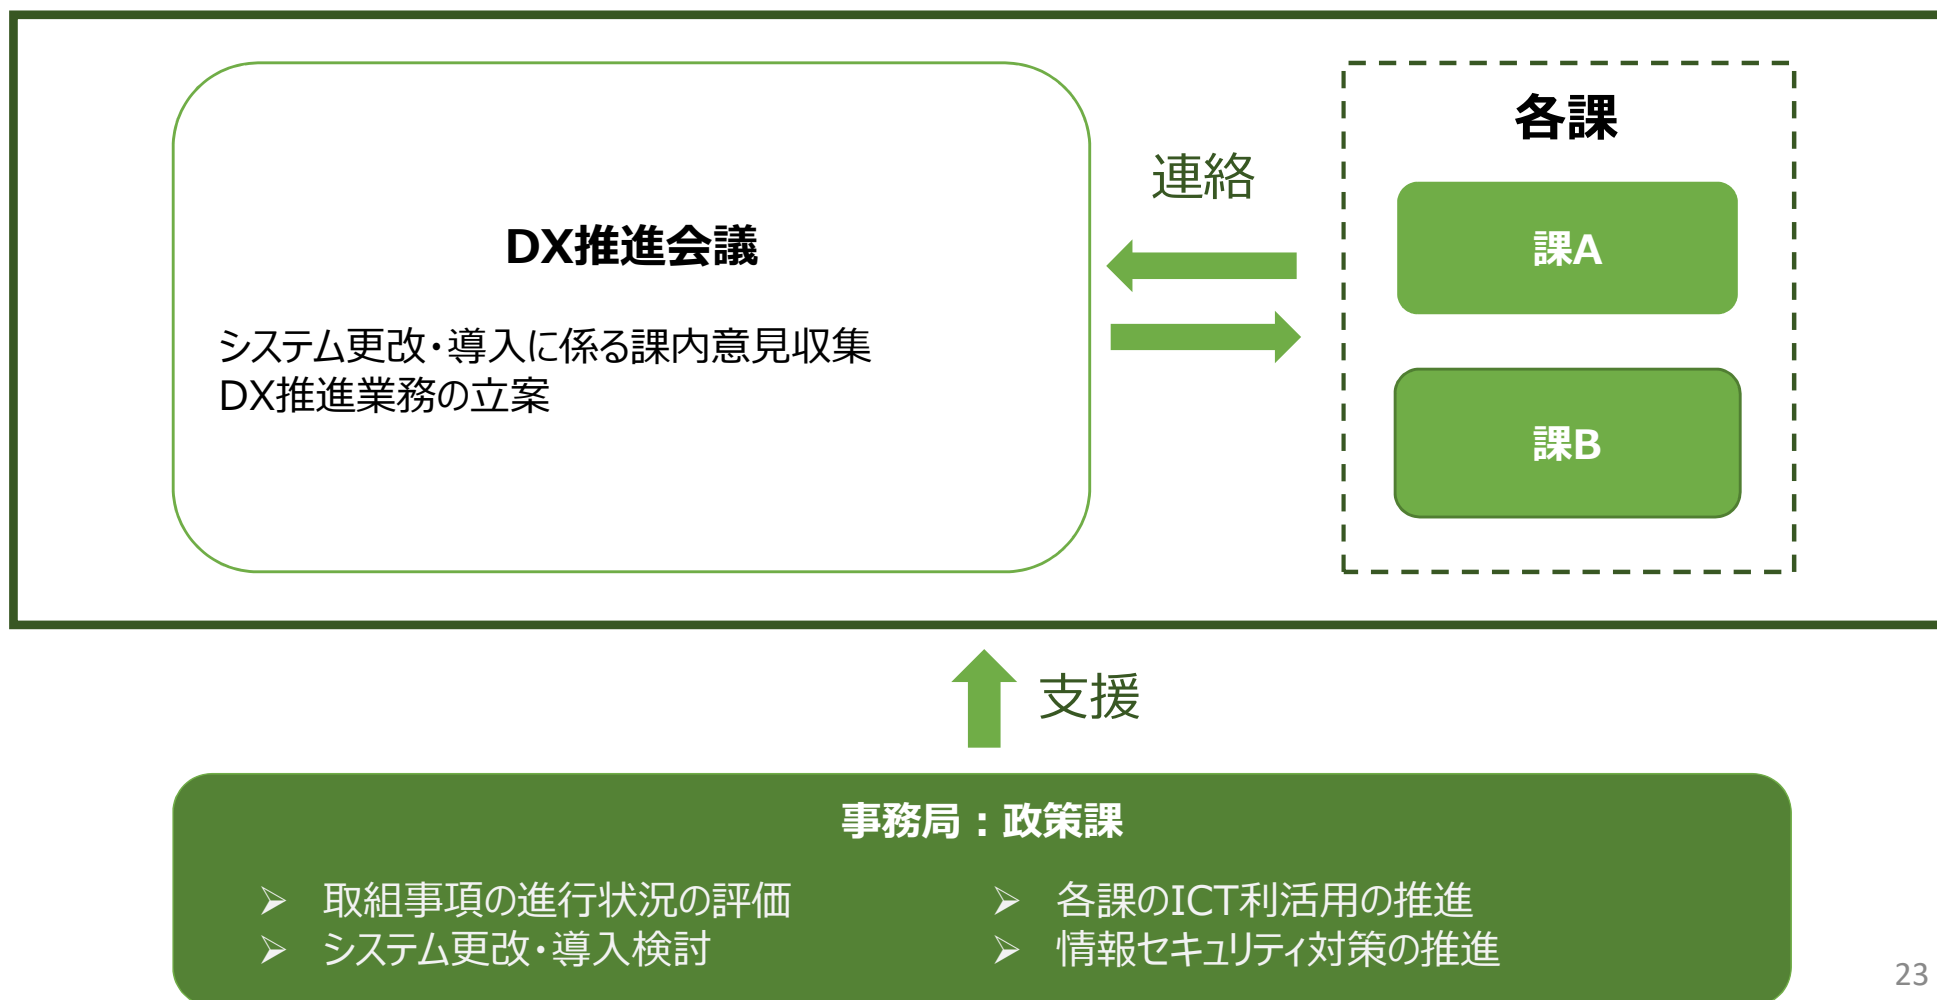 DX推進会議
システム更改・導入に係る課内意見収集
DX推進業務の立案
連絡
各課
課A
課B
支援
事務局：政策課
➢ 取組事項の進行状況の評価
➢ システム更改・導入検討
➢ 各課のICT利活用の推進
➢ 情報セキュリティ対策の推進
23